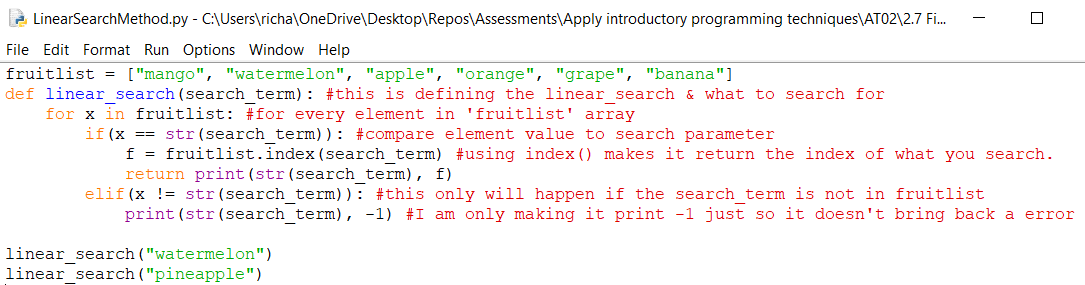 LinearSearchMethod.py - C:\Users\richa\OneDrive\Desktop\Repos\Assessments\Apply introductory programming techniques\AT02\2.7 Fi...
File Edit Format Run Options Window Help
fruitlist = ["mango", "watermelon", "apple", "orange", "grape", "banana"]
def linear_search(search_term): #this is defining the linear_search & what to search for
    for x in fruitlist: #for every element in 'fruitlist' array
        if(x == str(search_term)): #compare element value to search parameter
            f = fruitlist.index(search_term) #using index() makes it return the index of what you search.
            return print(str(search_term), f)
        elif(x != str(search_term)): #this only will happen if the search_term is not in fruitlist
            print(str(search_term), -1) #I am only making it print -1 just so it doesn't bring back a error
linear_search("watermelon")
linear_search("pineapple")